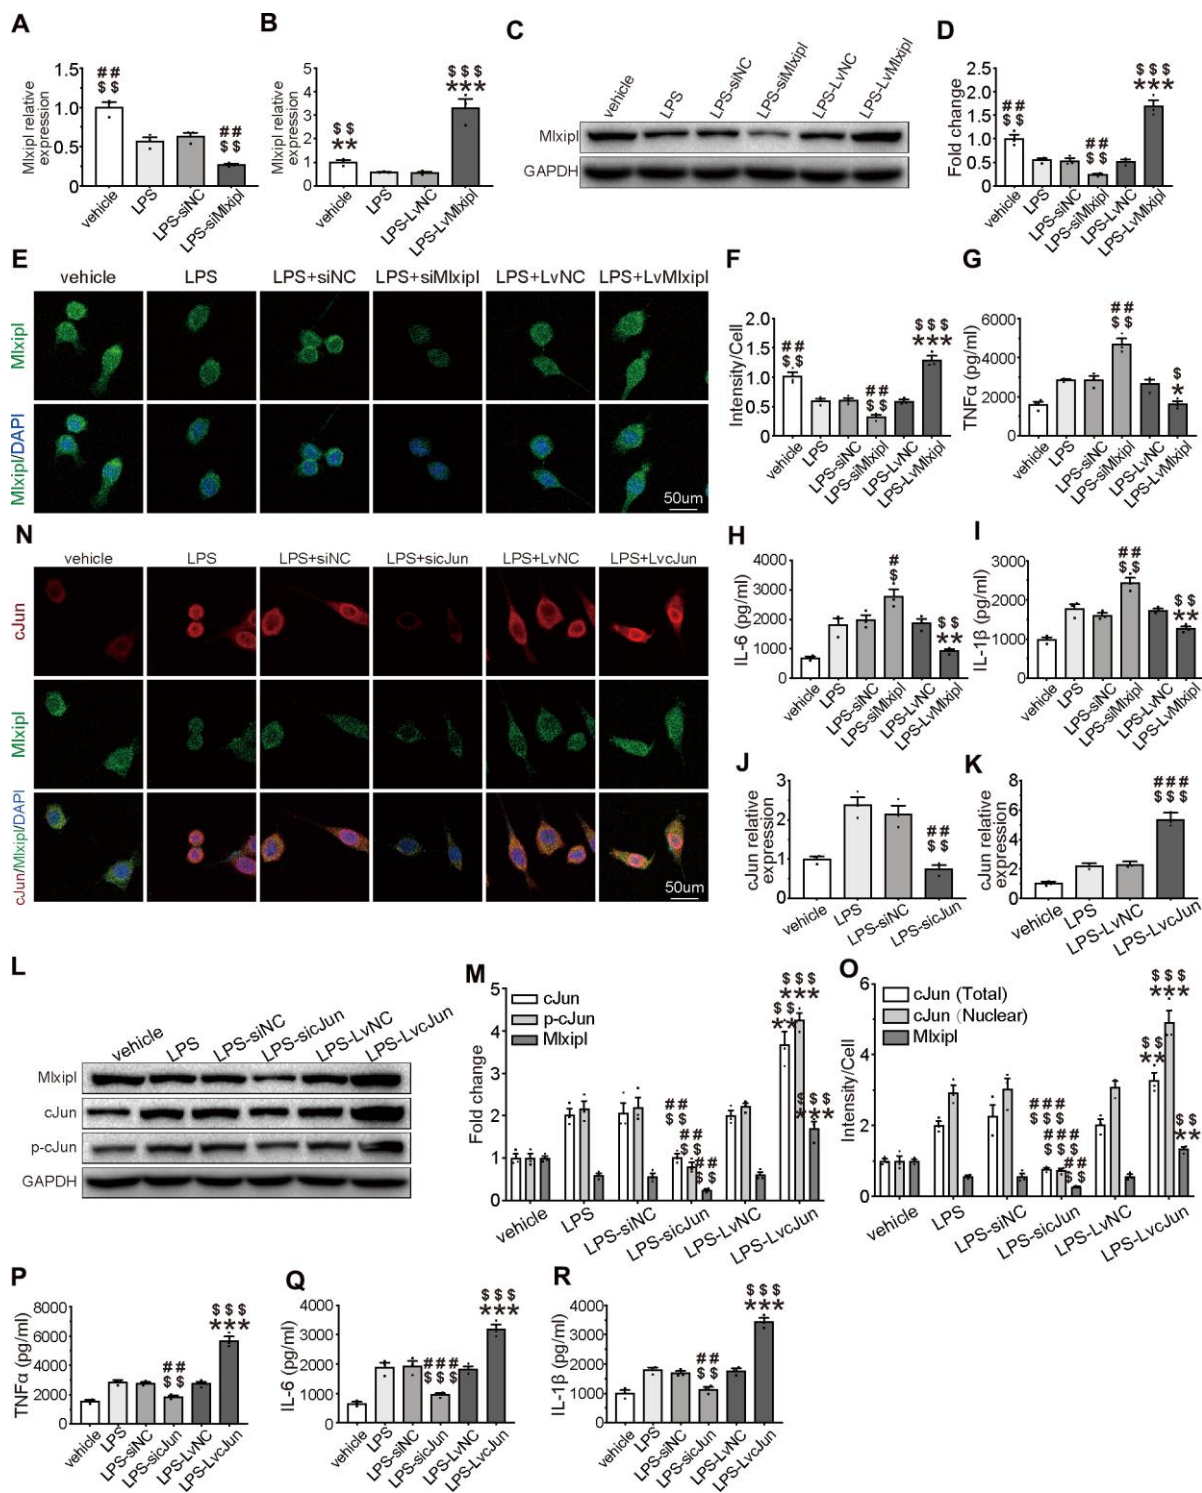 A
Mlxipl relative expression
1.5
1.0
0.5
0
##
$$
##
$$
vehicle
LPS
LPS-siNC
LPS-siMlxipl
B
Mlxipl relative expression
5
4
3
2
1
0
$$
**
$$$
***
vehicle
LPS
LPS-LvNC
LPS-LvMlxipl
C
vehicle
LPS
LPS-siNC
LPS-siMlxipl
LPS-LvNC
LPS-LvMlxipl
Mlxipl
GAPDH
D
Fold change
2.5
2.0
1.5
1.0
0.5
0
##
$$
##
$$
$$$
***
vehicle
LPS
LPS-siNC
LPS-siMlxipl
LPS-LvNC
LPS-LvMlxipl
E
vehicle
LPS
LPS+siNC
LPS+siMlxipl
LPS+LvNC
LPS+LvMlxipl
Mlxipl
Mlxipl/DAPI
50um
F
Intensity/Cell
2.0
1.5
1.0
0.5
0
##
$$
##
$$
$$$
***
vehicle
LPS
LPS-siNC
LPS-siMlxipl
LPS-LvNC
LPS-LvMlxipl
G
TNFα (pg/ml)
6000
4000
2000
0
##
$$
$
*
vehicle
LPS
LPS-siNC
LPS-siMlxipl
LPS-LvNC
LPS-LvMlxipl
N
vehicle
LPS
LPS+siNC
LPS+sicJun
LPS+LvNC
LPS+LvcJun
cJun
Mlxipl
cJun/Mlxipl/DAPI
50um
H
IL-6 (pg/ml)
4000
3000
2000
1000
0
#
$
$$
**
vehicle
LPS
LPS-siNC
LPS-siMlxipl
LPS-LvNC
LPS-LvMlxipl
I
IL-1β (pg/ml)
3000
2000
1000
0
##
$$
$$
**
vehicle
LPS
LPS-siNC
LPS-siMlxipl
LPS-LvNC
LPS-LvMlxipl
J
cJun relative expression
3
2
1
0
##
$$
vehicle
LPS
LPS-siNC
LPS-sicJun
K
cJun relative expression
8
6
4
2
0
###
$$$
vehicle
LPS
LPS-LvNC
LPS-LvcJun
L
vehicle
LPS
LPS-siNC
LPS-sicJun
LPS-LvNC
LPS-LvcJun
Mlxipl
cJun
p-cJun
GAPDH
M
Fold change
5
4
3
2
1
0
cJun
p-cJun
Mlxipl
##
$$
##
$$
##
$$
$$
**
$$$
***
$$$
***
vehicle
LPS
LPS-siNC
LPS-sicJun
LPS-LvNC
LPS-LvcJun
O
Intensity/Cell
6
4
2
0
cJun (Total)
cJun (Nuclear)
Mlxipl
###
$$$
###
$$$
##
$$
$$
**
$$$
***
$$
**
vehicle
LPS
LPS-siNC
LPS-sicJun
LPS-LvNC
LPS-LvcJun
P
TNFα (pg/ml)
8000
6000
4000
2000
0
##
$$
$$$
***
vehicle
LPS
LPS-siNC
LPS-sicJun
LPS-LvNC
LPS-LvcJun
Q
IL-6 (pg/ml)
4000
3000
2000
1000
0
###
$$$
$$$
***
vehicle
LPS
LPS-siNC
LPS-sicJun
LPS-LvNC
LPS-LvcJun
R
IL-1β (pg/ml)
4000
3000
2000
1000
0
##
$$
$$$
***
vehicle
LPS
LPS-siNC
LPS-sicJun
LPS-LvNC
LPS-LvcJun